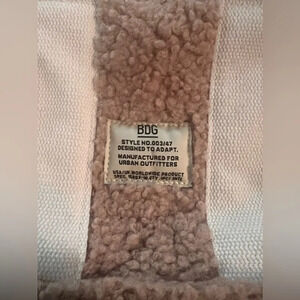 BDG
STYLE NO.003/47
DESIGNED TO ADAPT.
MANUFACTURED FOR
URBAN OUTFITTERS
USA/UK WORLDWIDE PRODUCT